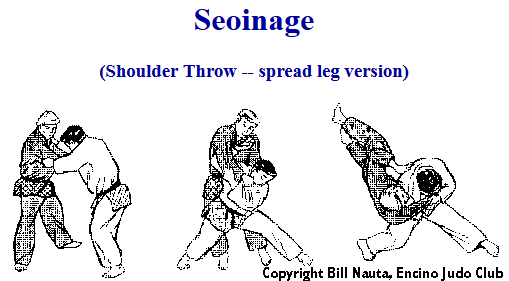 Seoinage
(Shoulder Throw -- spread leg version)
Copyright Bill Nauta, Encino Judo Club